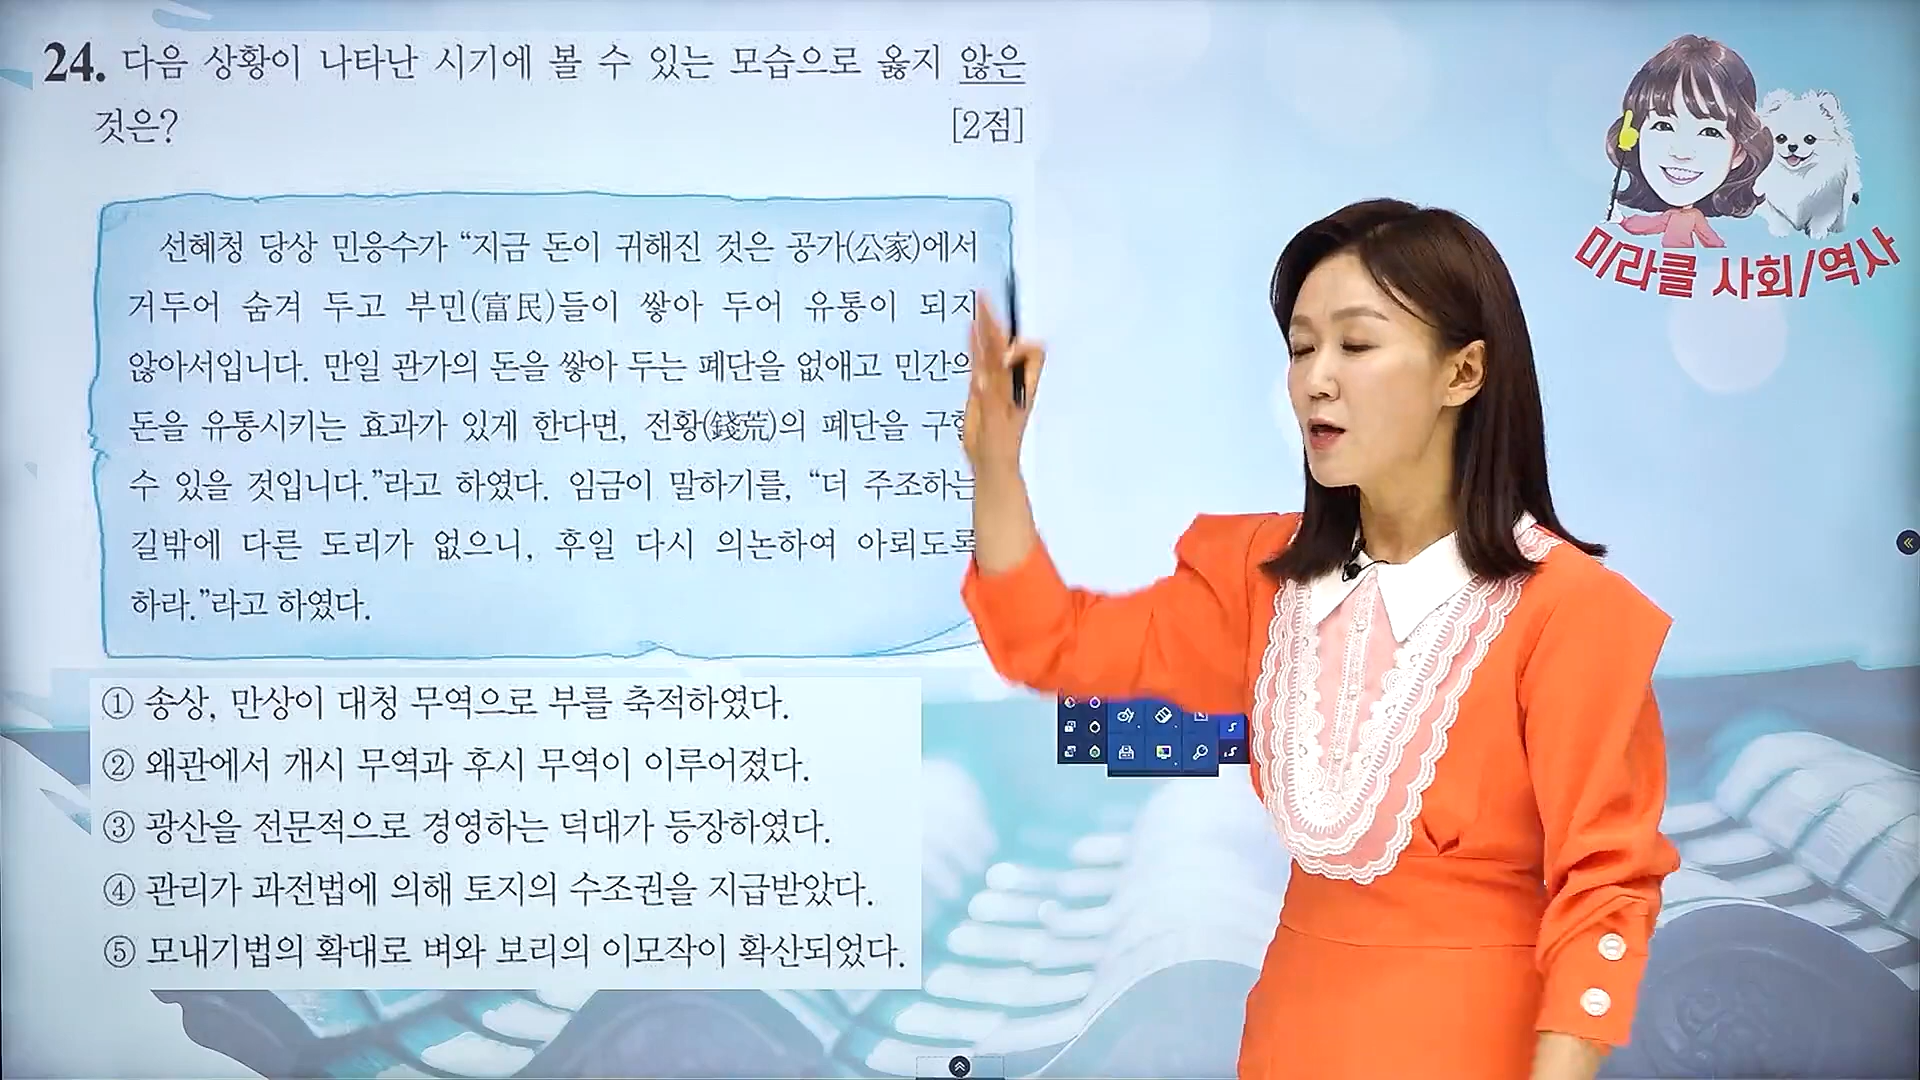 24. 다음 상황이 나타난 시기에 볼 수 있는 모습으로 옳지 않은
것은? [2점]
선혜청 당상 민응수가 “지금 돈이 귀해진 것은 공가(公家)에서
거두어 숨겨 두고 부민(富民)들이 쌓아 두어 유통이 되지
않아서입니다. 만일 관가의 돈을 쌓아 두는 폐단을 없애고 민간의
돈을 유통시키는 효과가 있게 한다면, 전황(錢荒)의 폐단을 구할
수 있을 것입니다.”라고 하였다. 임금이 말하기를, “더 주조하는
길밖에 다른 도리가 없으니, 후일 다시 의논하여 아뢰도록
하라.”라고 하였다.
① 송상, 만상이 대청 무역으로 부를 축적하였다.
② 왜관에서 개시 무역과 후시 무역이 이루어졌다.
③ 광산을 전문적으로 경영하는 덕대가 등장하였다.
④ 관리가 과전법에 의해 토지의 수조권을 지급받았다.
⑤ 모내기법의 확대로 벼와 보리의 이모작이 확산되었다.
미라클 사회/역사